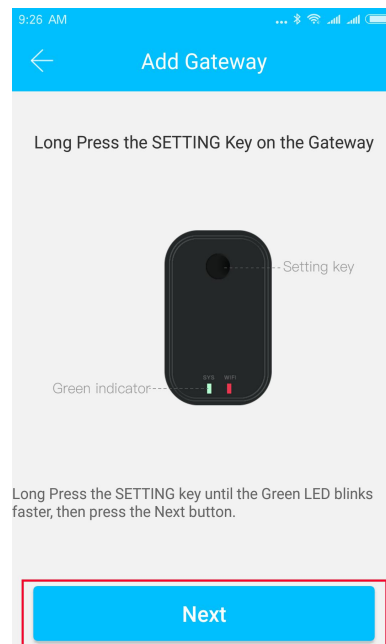 9:26 AM
Add Gateway
Long Press the SETTING Key on the Gateway
Setting key
SYS WIFI
Green indicator
Long Press the SETTING key until the Green LED blinks
faster, then press the Next button.
Next